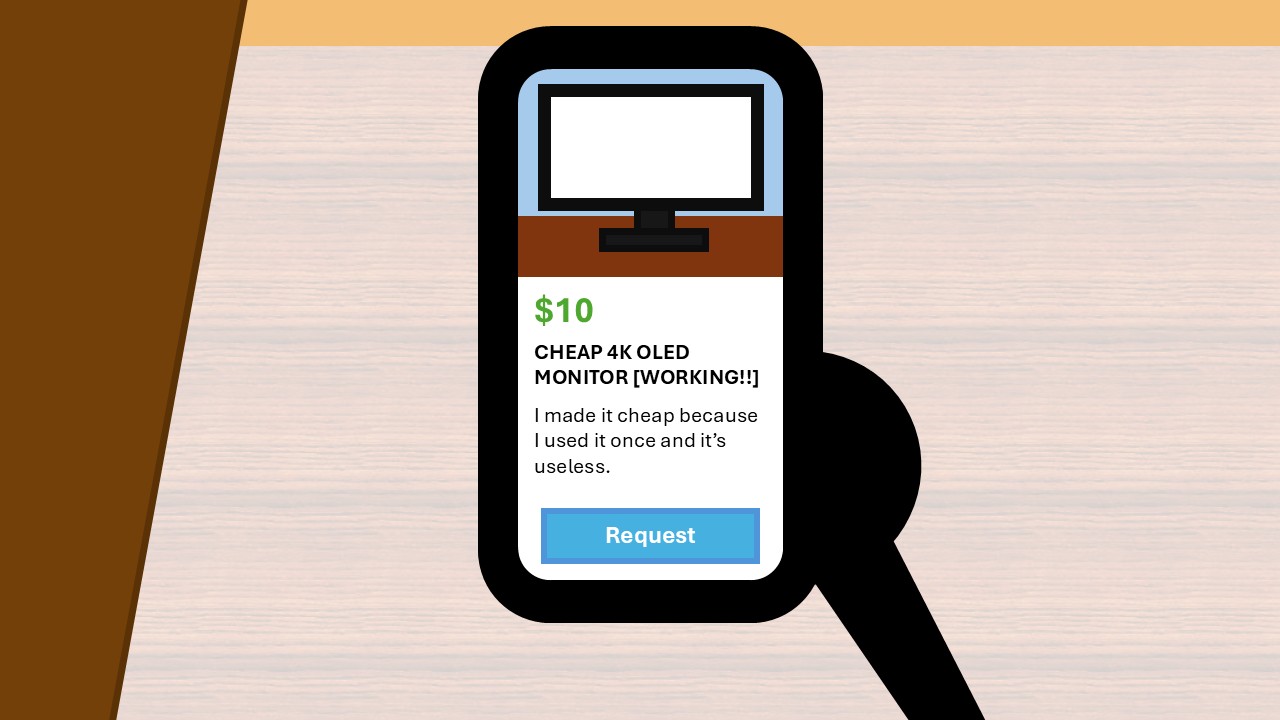 $10
CHEAP 4K OLED
MONITOR [WORKING!!]
I made it cheap because
I used it once and it’s
useless.
Request